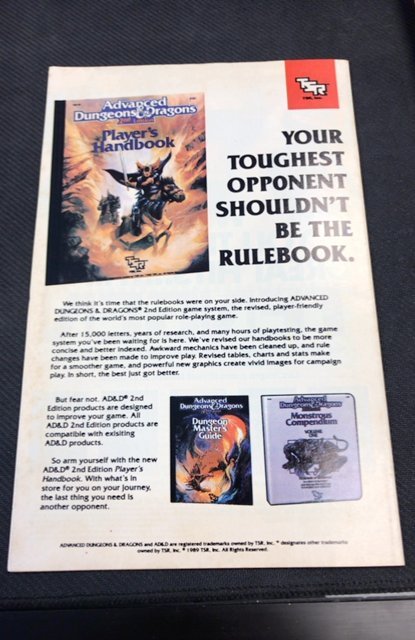 TSR
TSR, Inc.
Advanced
Dungeons & Dragons
2nd Edition
Player's
Handbook
TSR
YOUR
TOUGHEST
OPPONENT
SHOULDN'T
BE THE
RULEBOOK.
We think it's time that the rulebooks were on your side. Introducing ADVANCED
DUNGEONS & DRAGONS® 2nd Edition game system, the revised, player-friendly
edition of the world's most popular role-playing game.
After 15,000 letters, years of research, and many hours of playtesting, the game
system you've been waiting for is here. We've revised our handbooks to be more
concise and better indexed. Awkward mechanics have been cleaned up, and rule
changes have been made to improve play. Revised tables, charts and stats make
for a smoother game, and powerful new graphics create vivid images for campaign
play. In short, the best just got better.
But fear not. AD&D® 2nd
Edition products are designed
to improve your game. All
AD&D 2nd Edition products are
compatible with exisiting
AD&D products.
So arm yourself with the new
AD&D® 2nd Edition Player's
Handbook. With what's in
store for you on your journey,
the last thing you need is
another opponent.
Advanced
Dungeons & Dragons
Dungeon
Master's
Guide
Advanced
Dungeons & Dragons
Monstrous
Compendium
VOLUME
ONE
ADVANCED DUNGEONS & DRAGONS and AD&D are registered trademarks owned by TSR, Inc. ™ designates other trademarks
owned by TSR, Inc. © 1989 TSR, Inc. All Rights Reserved.